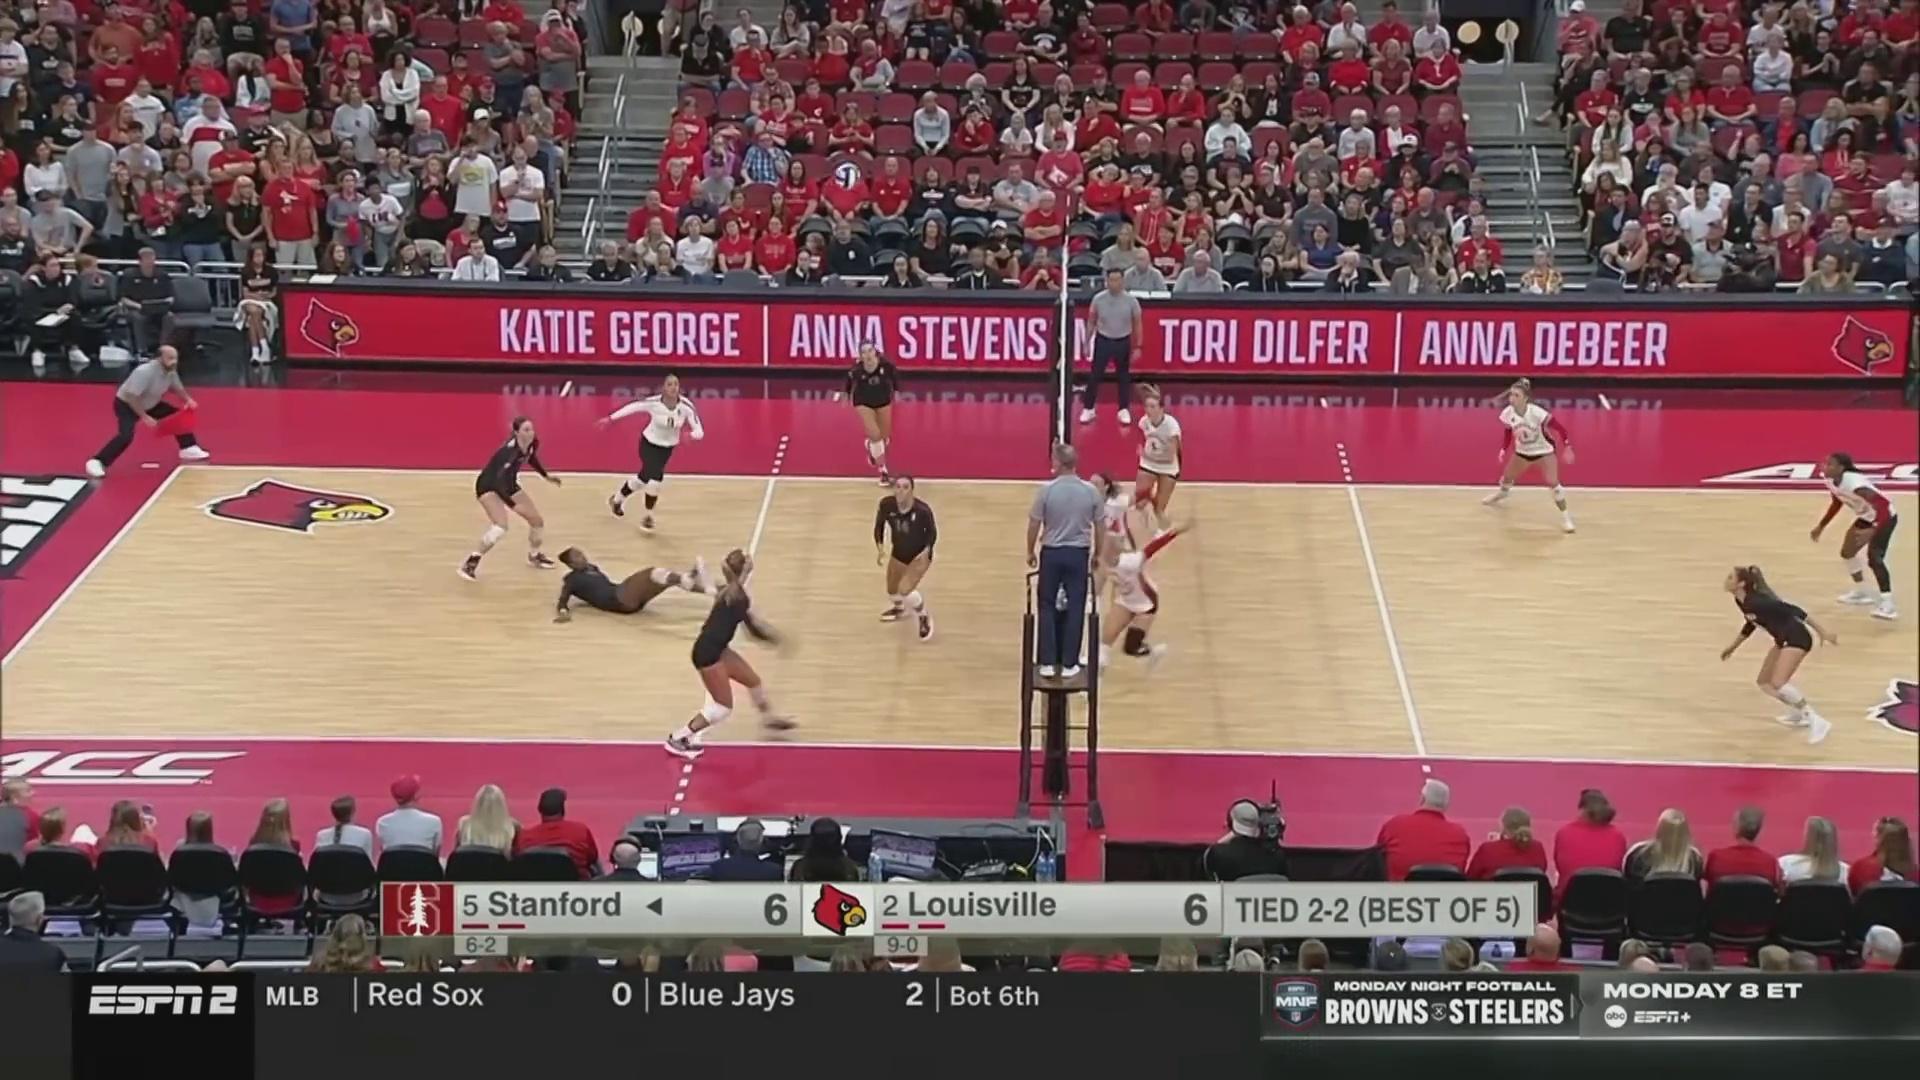 KATIE GEORGE | ANNA STEVENS
TORI DILFER | ANNA DEBEER
ACC
ACC
5 Stanford ◄ 6
6-2
2 Louisville 6
9-0
TIED 2-2 (BEST OF 5)
ESPN2
MLB | Red Sox 0 | Blue Jays 2 | Bot 6th
ESPN
MNF
MONDAY NIGHT FOOTBALL
BROWNS STEELERS
MONDAY 8 ET
abc ESPN+